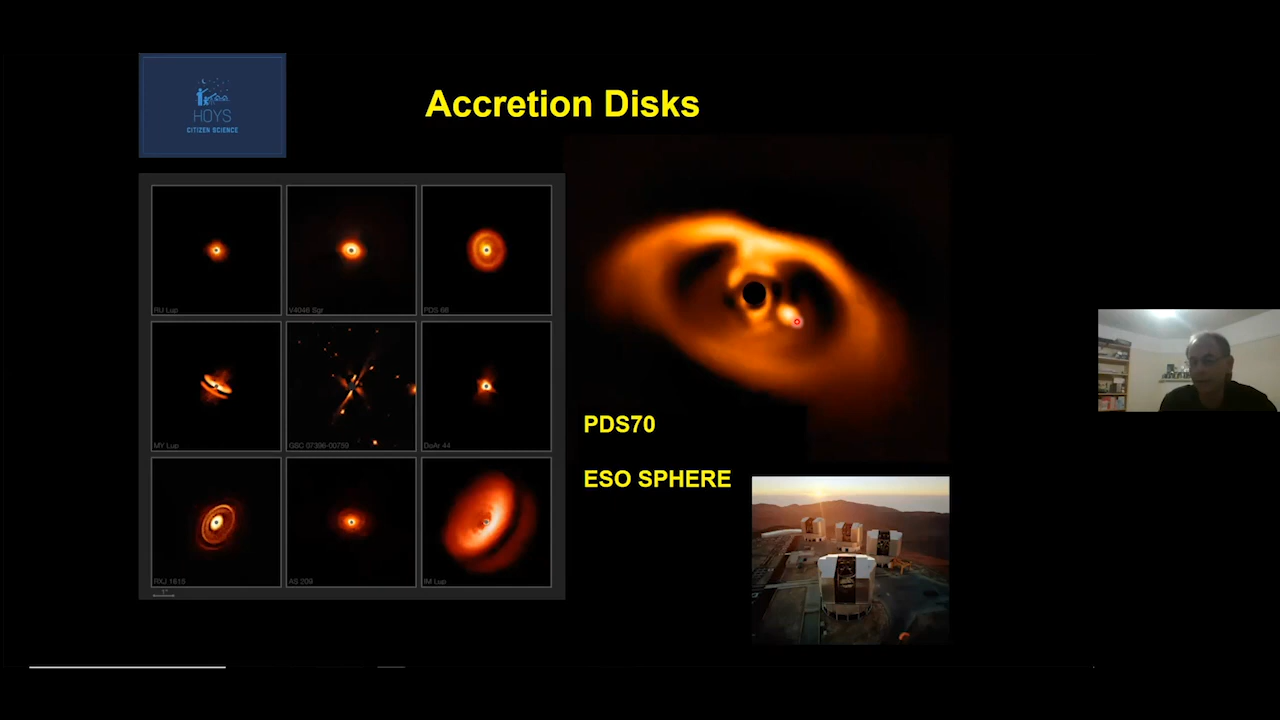 HOYS
CITIZEN SCIENCE
Accretion Disks
RU Lup
V4046 Sgr
PDS 66
MY Lup
GSC 07396-00759
DoAr 44
RXJ 1615
AS 209
IM Lup
1"
PDS70
ESO SPHERE